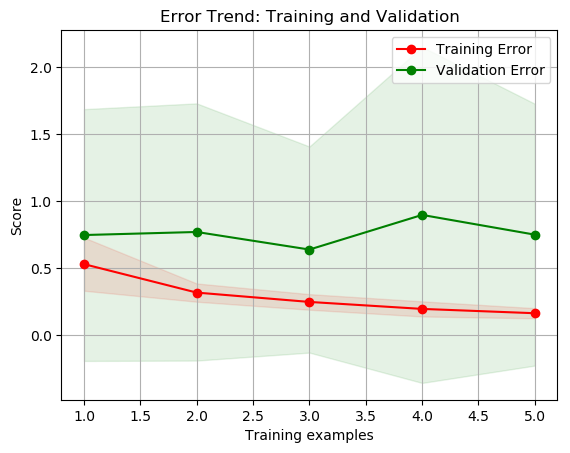 Error Trend: Training and Validation
Training Error
Validation Error
Score
2.0
1.5
1.0
0.5
0.0
1.0 1.5 2.0 2.5 3.0 3.5 4.0 4.5 5.0
Training examples